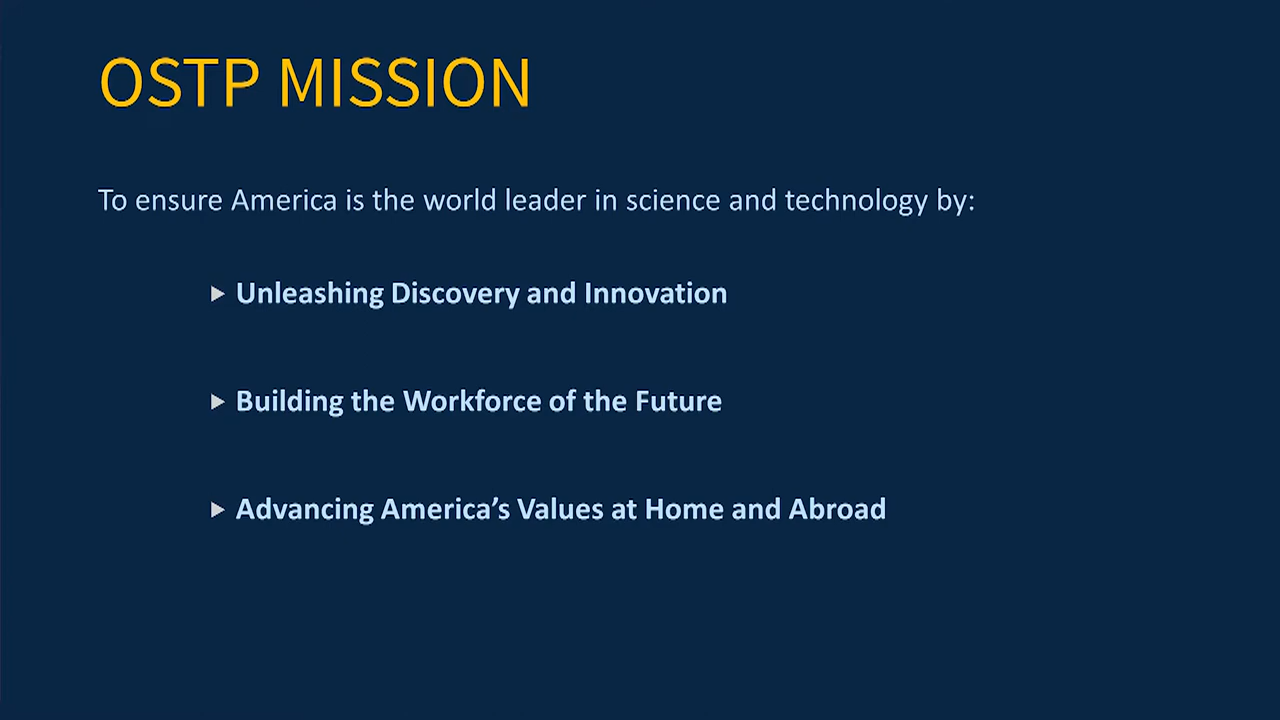 OSTP MISSION
To ensure America is the world leader in science and technology by:
Unleashing Discovery and Innovation
Building the Workforce of the Future
Advancing America’s Values at Home and Abroad